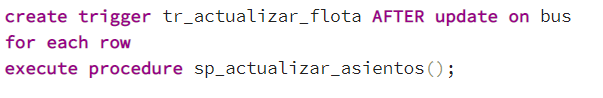 create trigger tr_actualizar_flota AFTER update on bus
for each row
execute procedure sp_actualizar_asientos();